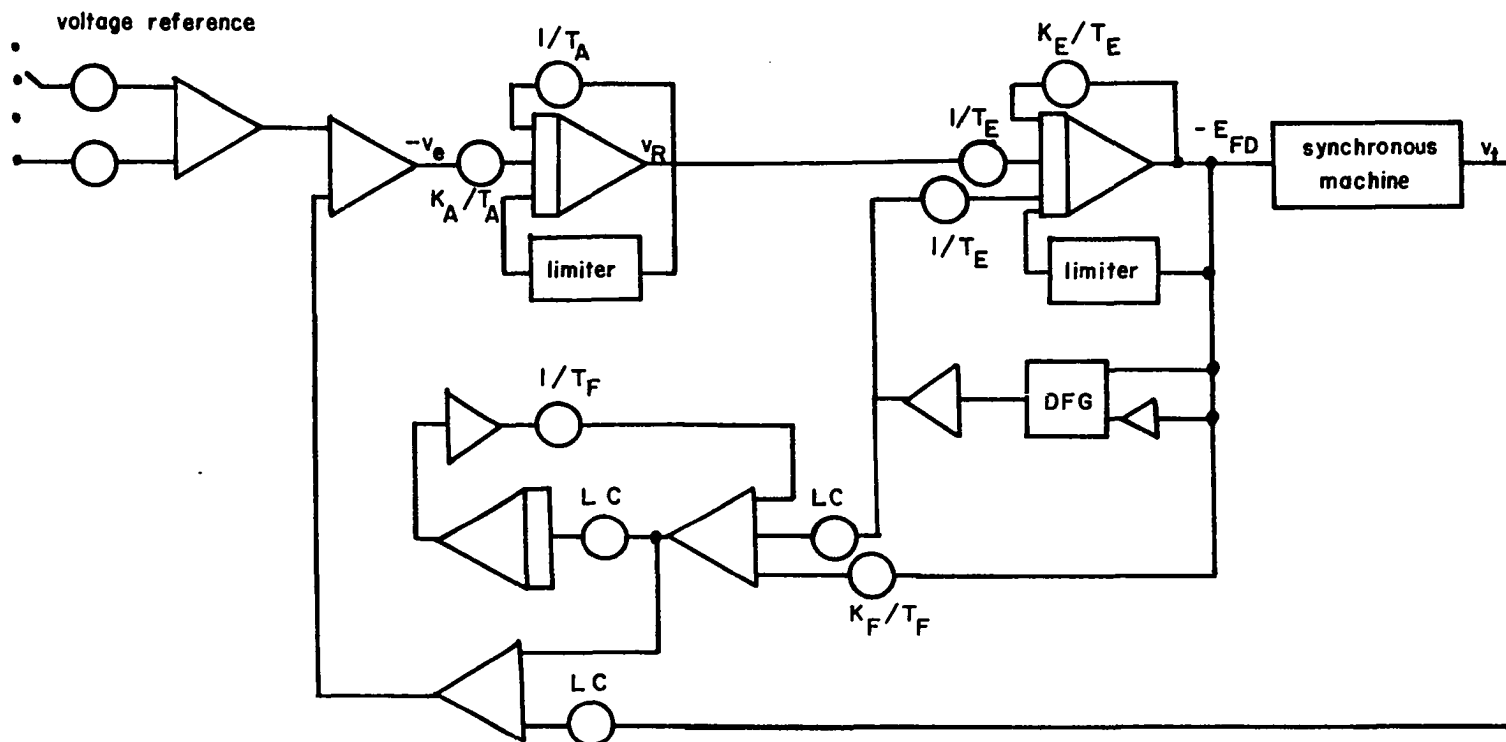 voltage reference
1/T_A
K_E/T_E
-v_e
v_R
1/T_E
-E_FD
synchronous
machine
v_t
K_A/T_A
1/T_E
limiter
limiter
1/T_F
DFG
LC
LC
K_F/T_F
LC